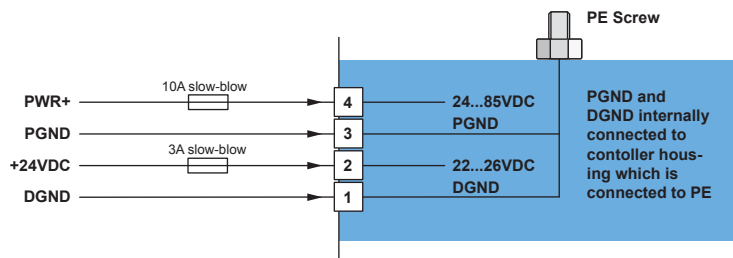 PE Screw
10A slow-blow
PWR+
4
24...85VDC
PGND
3
PGND
3A slow-blow
+24VDC
2
22...26VDC
DGND
1
DGND
PGND and
DGND internally
connected to
contoller hous-
ing which is
connected to PE